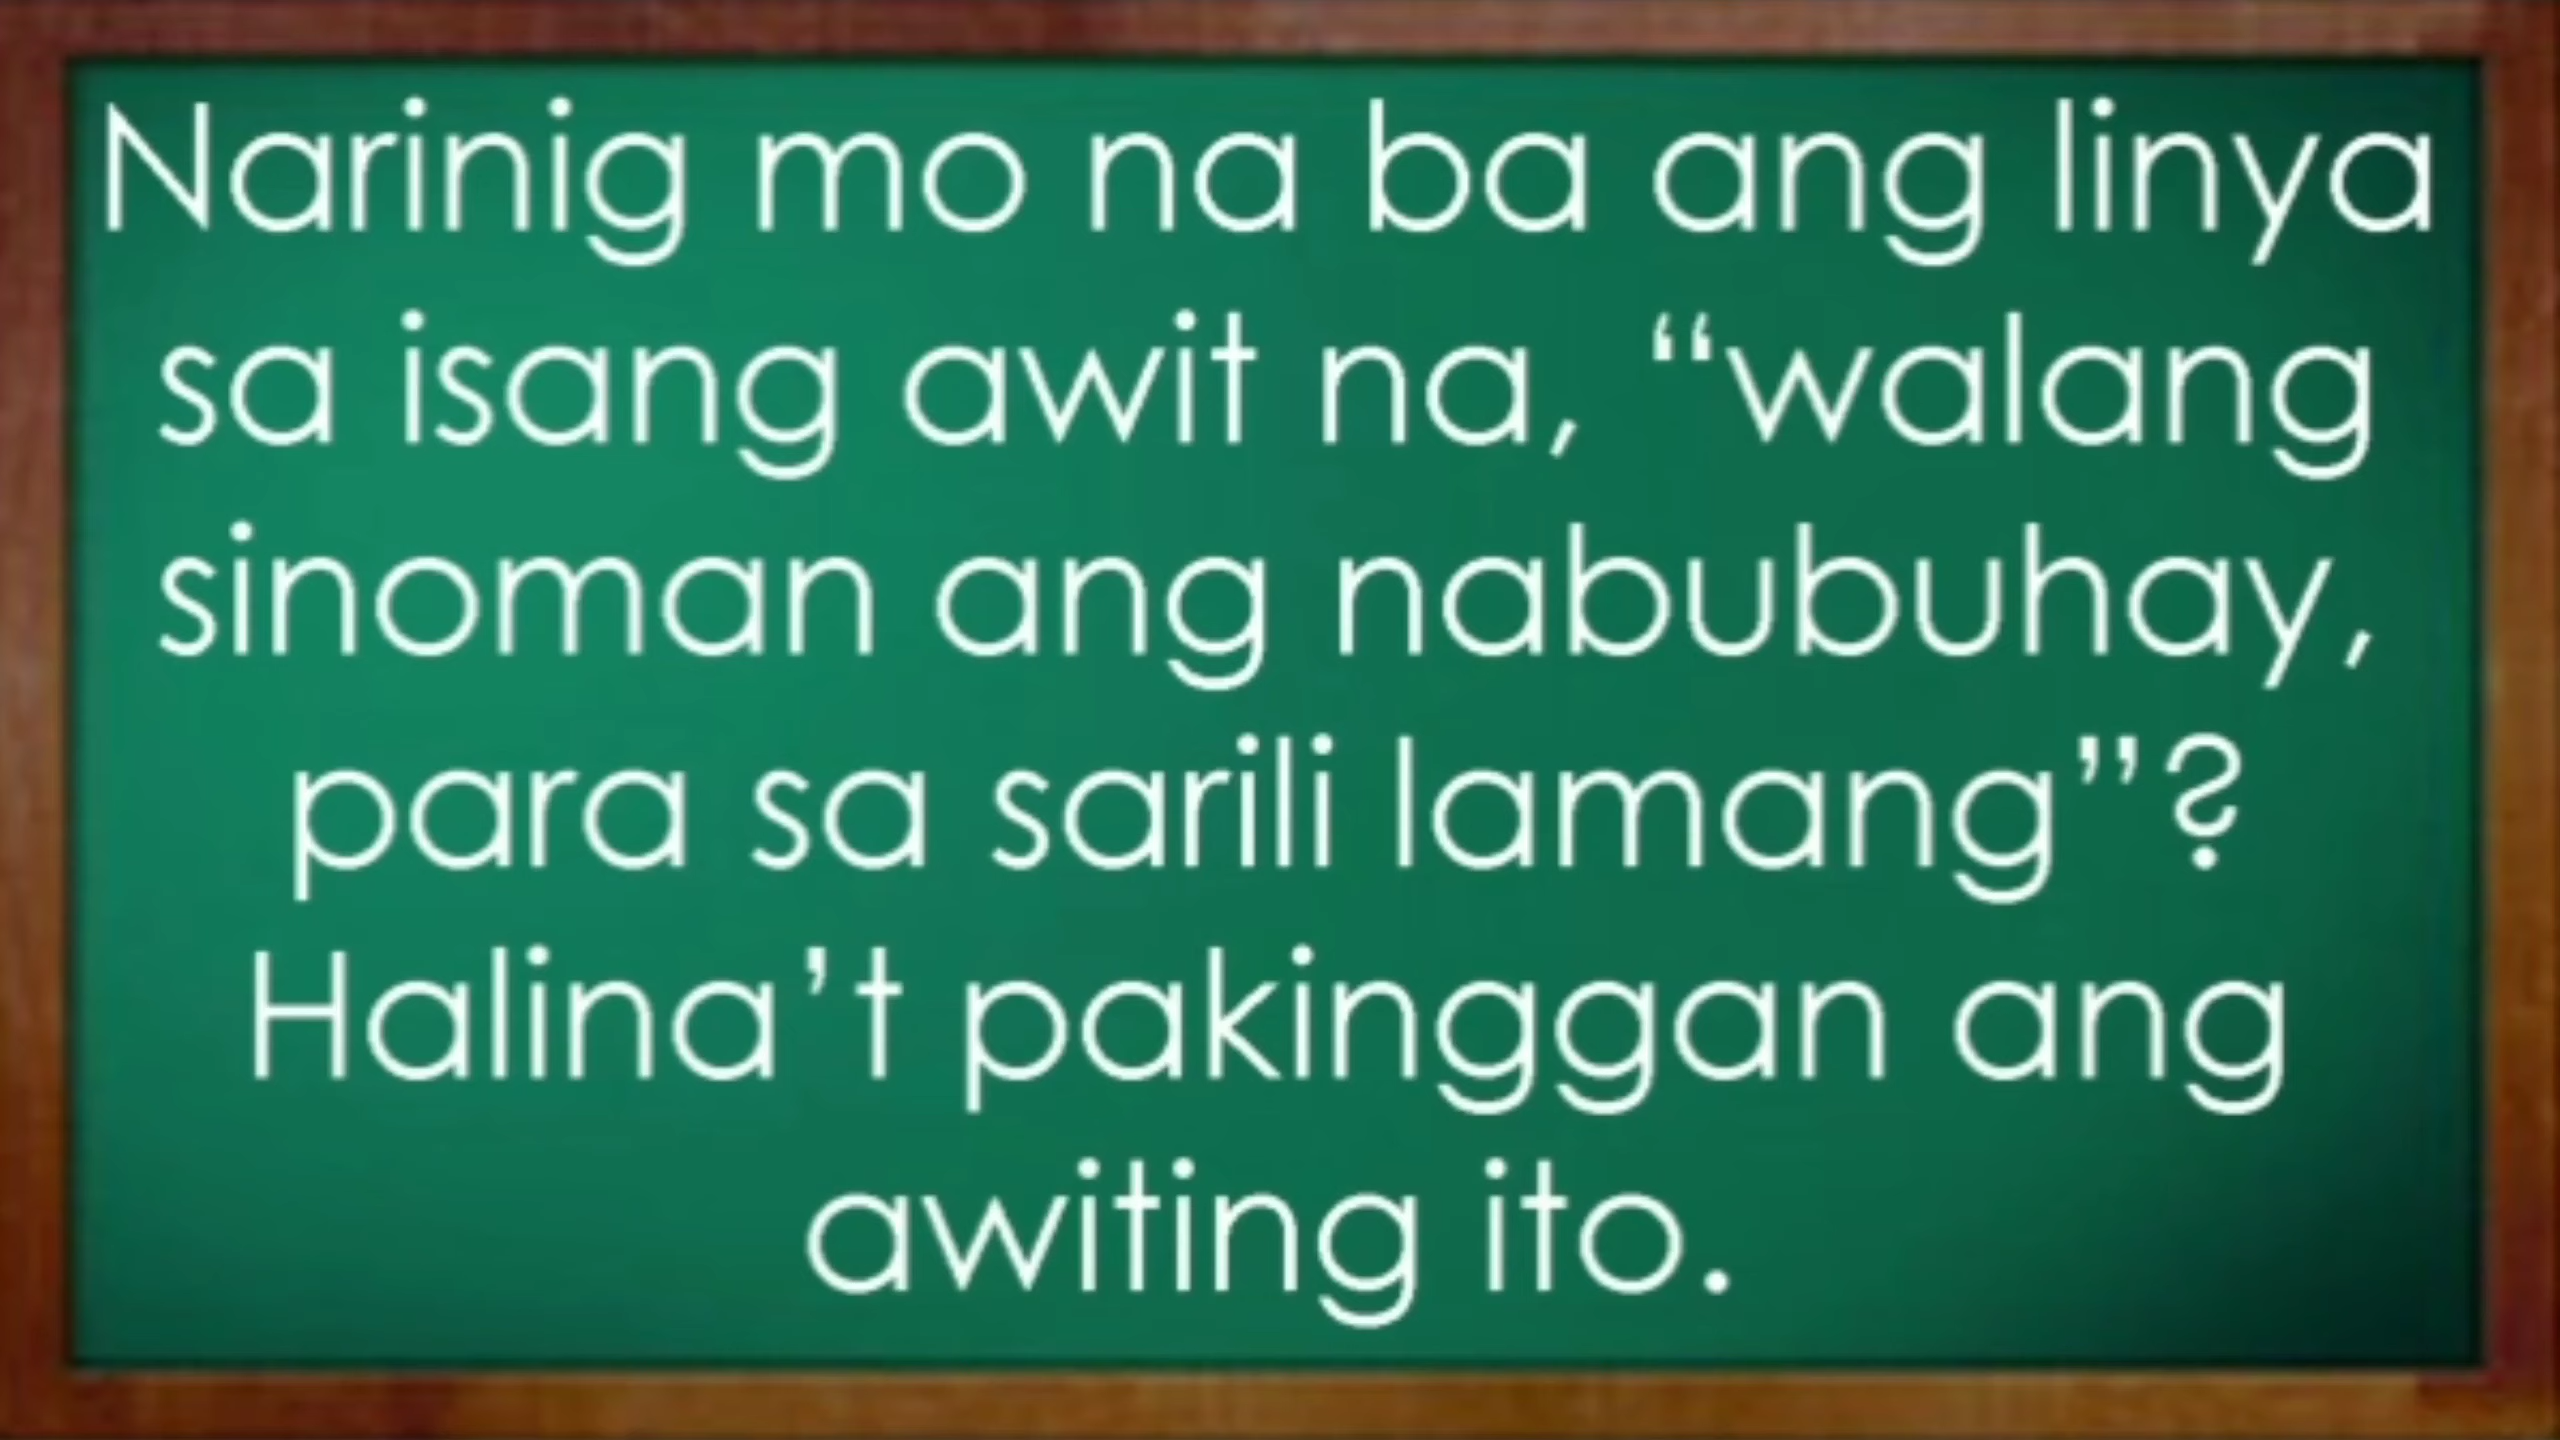 Narinig mo na ba ang linya
sa isang awit na, “walang
sinoman ang nabubuhay,
para sa sarili lamang”?
Halina’t pakinggan ang
awiting ito.